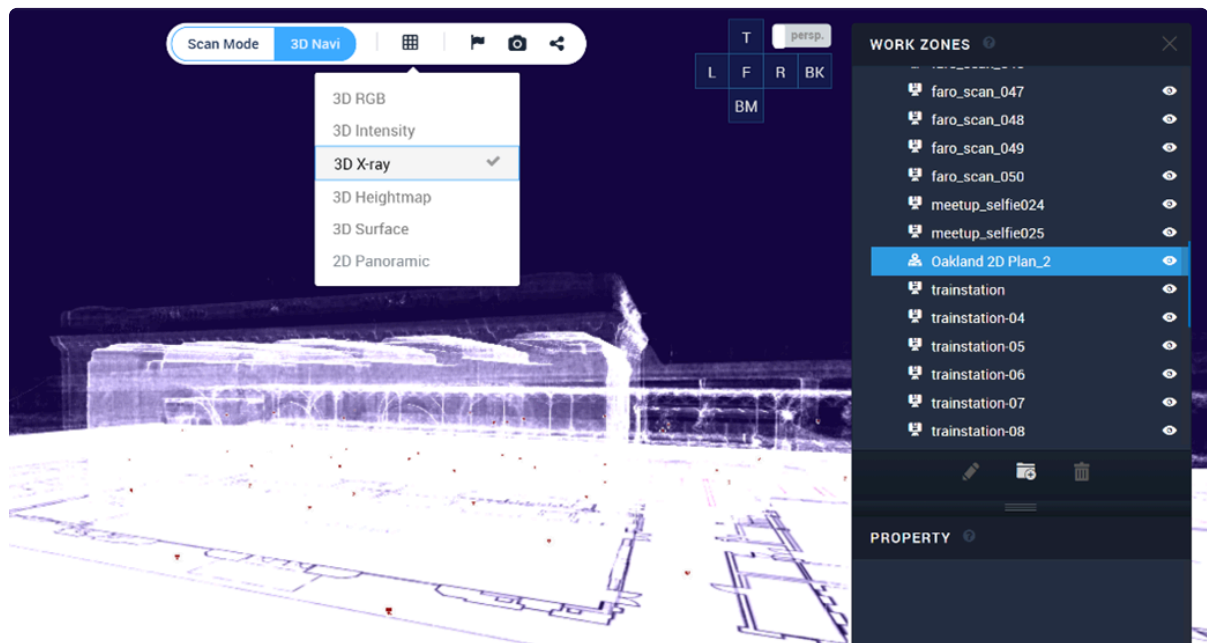 Scan Mode 3D Navi
3D RGB
3D Intensity
3D X-ray
3D Heightmap
3D Surface
2D Panoramic
T persp.
L F R BK
BM
WORK ZONES ?
faro_scan_047
faro_scan_048
faro_scan_049
faro_scan_050
meetup_selfie024
meetup_selfie025
Oakland 2D Plan_2
trainstation
trainstation-04
trainstation-05
trainstation-06
trainstation-07
trainstation-08
PROPERTY ?